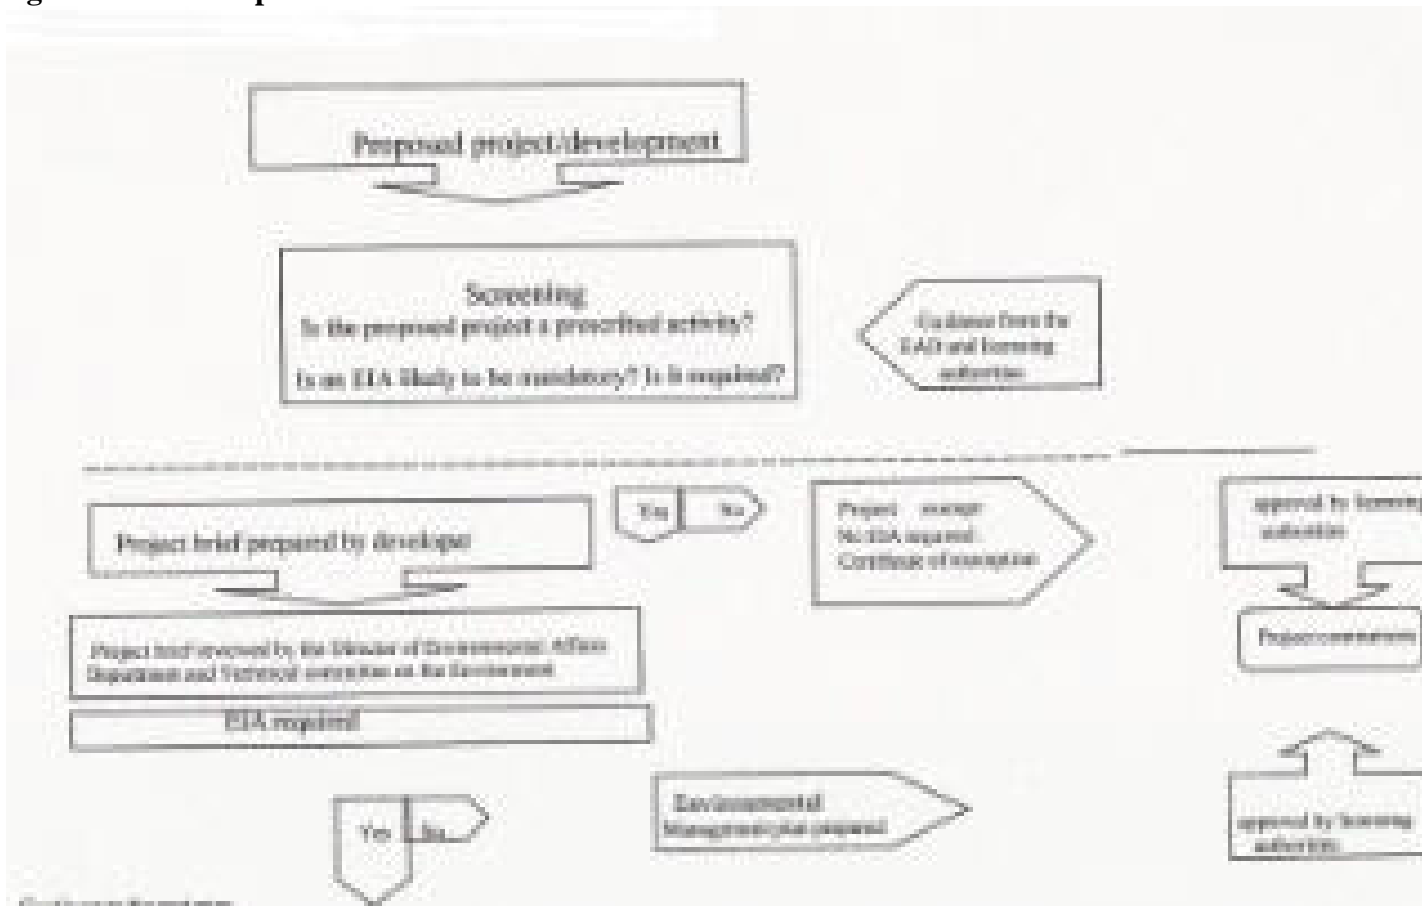 Proposed project/development
Screening
Is the proposed project a prescribed activity?
Is an EIA likely to be mandatory? Is it required?
Guidance from the
EAD and licensing
authorities
Yes
No
Project brief prepared by developer
Project exempt
No EIA required.
Certificate of exemption
approval by licensing
authorities
Project brief reviewed by the Director of Environmental Affairs
Department and Technical committee on the Environment
Project
EIA required
Yes
No
Environmental
Management plan prepared
approval by licensing
authorities